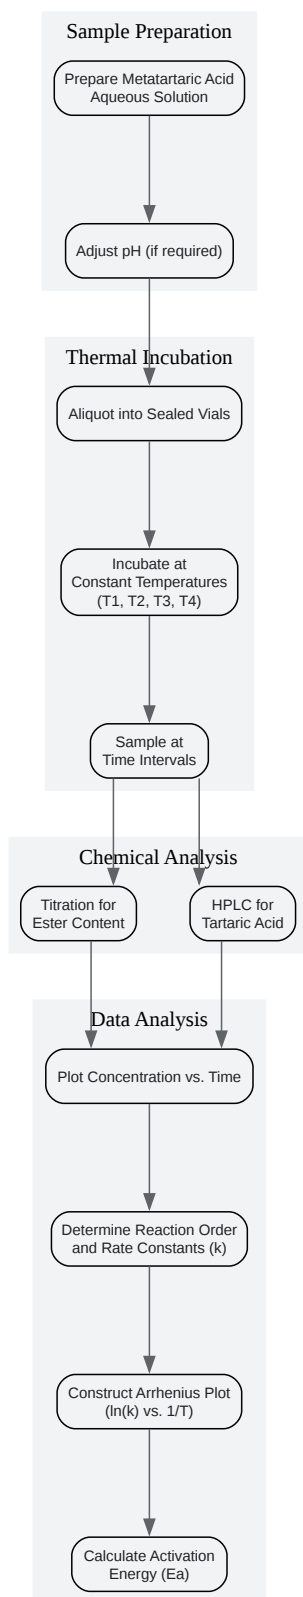 Sample Preparation
Prepare Metatartaric Acid
Aqueous Solution
Adjust pH (if required)
Thermal Incubation
Aliquot into Sealed Vials
Incubate at
Constant Temperatures
(T1, T2, T3, T4)
Sample at
Time Intervals
Chemical Analysis
Titration for
Ester Content
HPLC for
Tartaric Acid
Data Analysis
Plot Concentration vs. Time
Determine Reaction Order
and Rate Constants (k)
Construct Arrhenius Plot
(ln(k) vs. 1/T)
Calculate Activation
Energy (Ea)